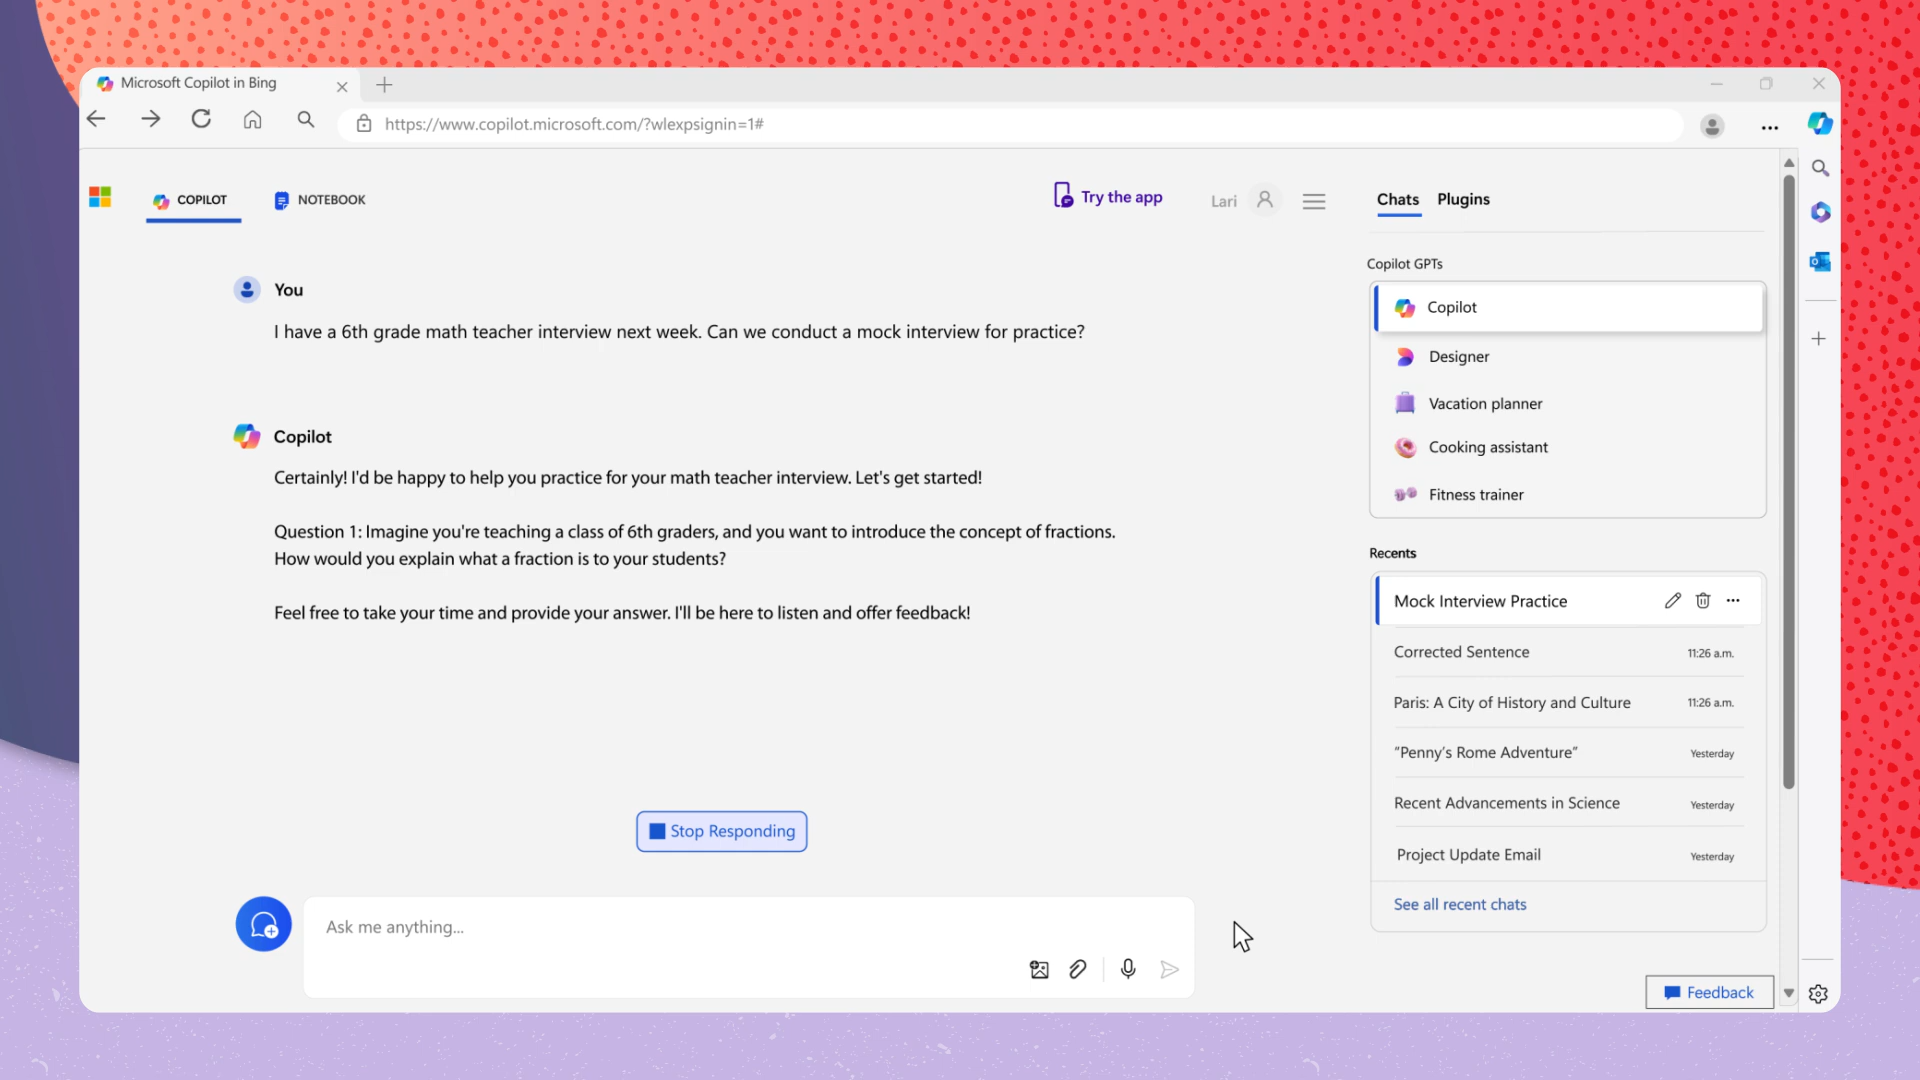 Microsoft Copilot in Bing
https://www.copilot.microsoft.com/?wlexpsignin=1#
COPILOT
NOTEBOOK
Try the app
Lari
You
I have a 6th grade math teacher interview next week. Can we conduct a mock interview for practice?
Copilot
Certainly! I'd be happy to help you practice for your math teacher interview. Let's get started!
Question 1: Imagine you're teaching a class of 6th graders, and you want to introduce the concept of fractions.
How would you explain what a fraction is to your students?
Feel free to take your time and provide your answer. I'll be here to listen and offer feedback!
Stop Responding
Ask me anything...
Chats Plugins
Copilot GPTs
Copilot
Designer
Vacation planner
Cooking assistant
Fitness trainer
Recents
Mock Interview Practice
Corrected Sentence 11:26 a.m.
Paris: A City of History and Culture 11:26 a.m.
“Penny’s Rome Adventure” Yesterday
Recent Advancements in Science Yesterday
Project Update Email Yesterday
See all recent chats
Feedback